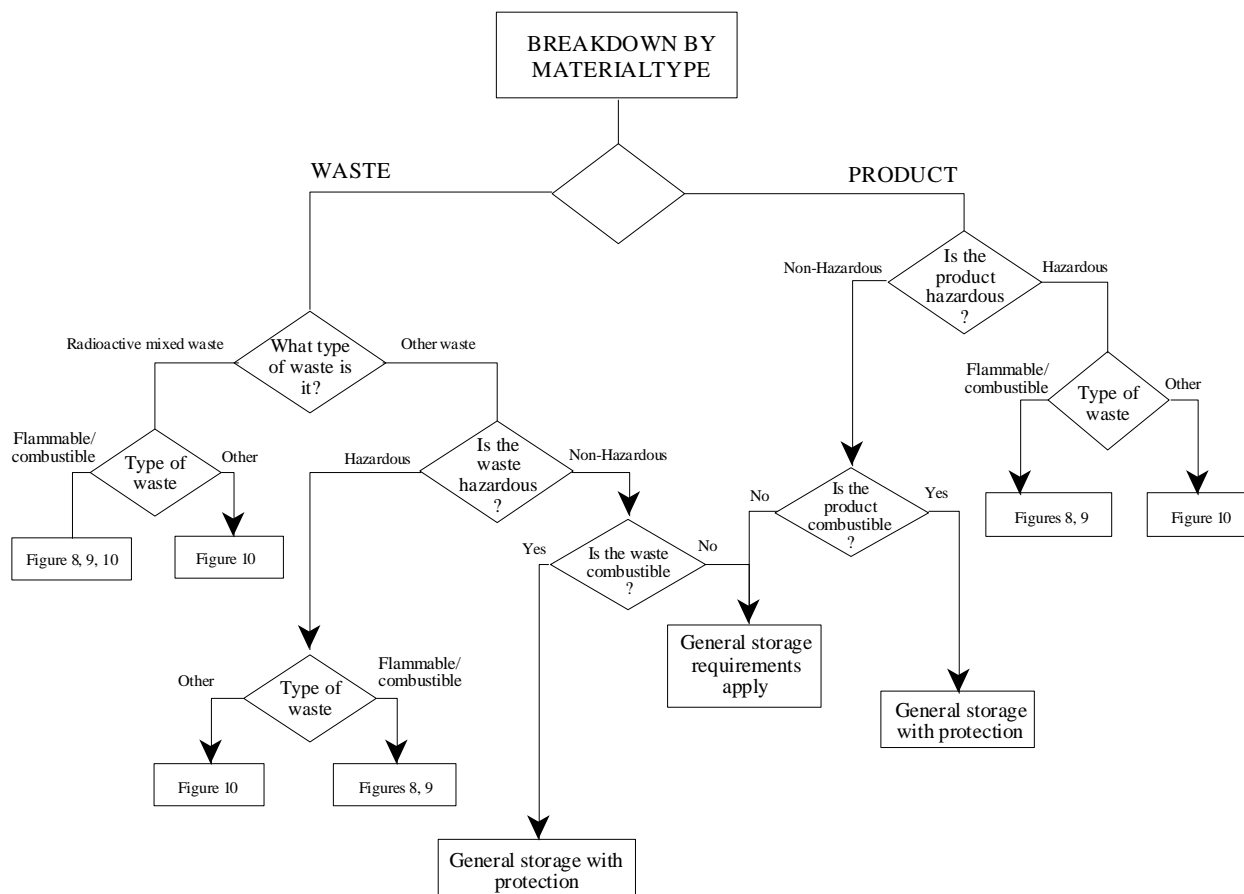 BREAKDOWN BY
MATERIALTYPE
WASTE
PRODUCT
Is the
product
hazardous
?
Non-Hazardous
Hazardous
Radioactive mixed waste
What type
of waste is
it?
Other waste
Flammable/
combustible
Type of
waste
Other
Flammable/
combustible
Type of
waste
Other
Hazardous
Is the
waste
hazardous
?
Non-Hazardous
No
Is the
product
combustible
?
Yes
Figures 8, 9
Figure 10
Figure 8, 9, 10
Figure 10
Yes
Is the waste
combustible
?
No
General storage
requirements
apply
Other
Type of
waste
Flammable/
combustible
General storage
with protection
Figure 10
Figures 8, 9
General storage with
protection